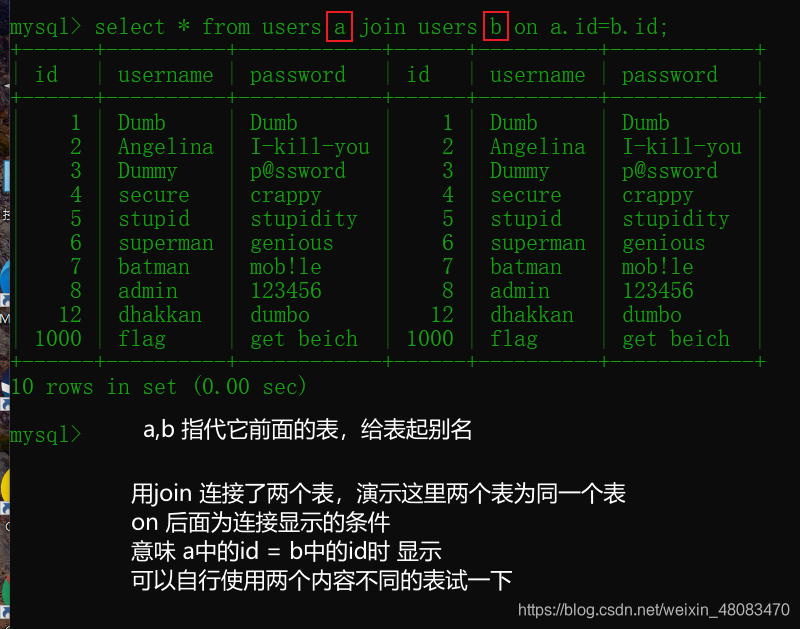 mysql> select * from users a join users b on a.id=b.id;
+------+----------+------------+------+----------+------------+
| id | username | password | id | username | password |
+------+----------+------------+------+----------+------------+
| 1 | Dumb | Dumb | 1 | Dumb | Dumb |
| 2 | Angelina | I-kill-you | 2 | Angelina | I-kill-you |
| 3 | Dummy | p@ssword | 3 | Dummy | p@ssword |
| 4 | secure | crappy | 4 | secure | crappy |
| 5 | stupid | stupidity | 5 | stupid | stupidity |
| 6 | superman | genious | 6 | superman | genious |
| 7 | batman | mob!le | 7 | batman | mob!le |
| 8 | admin | 123456 | 8 | admin | 123456 |
| 12 | dhakkan | dumbo | 12 | dhakkan | dumbo |
| 1000 | flag | get beich | 1000 | flag | get beich |
+------+----------+------------+------+----------+------------+
10 rows in set (0.00 sec)
mysql>
a,b 指代它前面的表，给表起别名
用join 连接了两个表，演示这里两个表为同一个表
on 后面为连接显示的条件
意味 a中的id = b中的id时 显示
可以自行使用两个内容不同的表试一下
https://blog.csdn.net/weixin_48083470